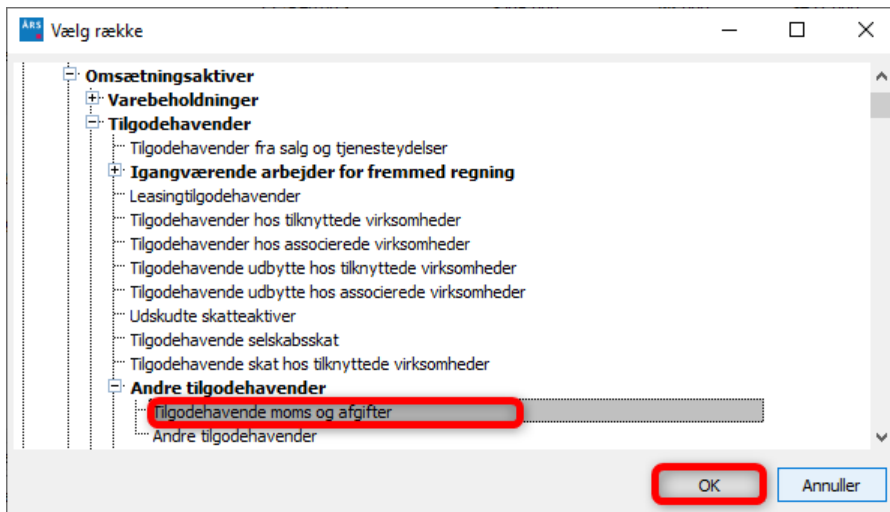 ÅRS
Vælg række
Omsætningsaktiver
Varebeholdninger
Tilgodehavender
Tilgodehavender fra salg og tjenesteydelser
Igangværende arbejder for fremmed regning
Leasingtilgodehavender
Tilgodehavender hos tilknyttede virksomheder
Tilgodehavender hos associerede virksomheder
Tilgodehavende udbytte hos tilknyttede virksomheder
Tilgodehavende udbytte hos associerede virksomheder
Udskudte skatteaktiver
Tilgodehavende selskabsskat
Tilgodehavende skat hos tilknyttede virksomheder
Andre tilgodehavender
Tilgodehavende moms og afgifter
Andre tilgodehavender
OK
Annuller